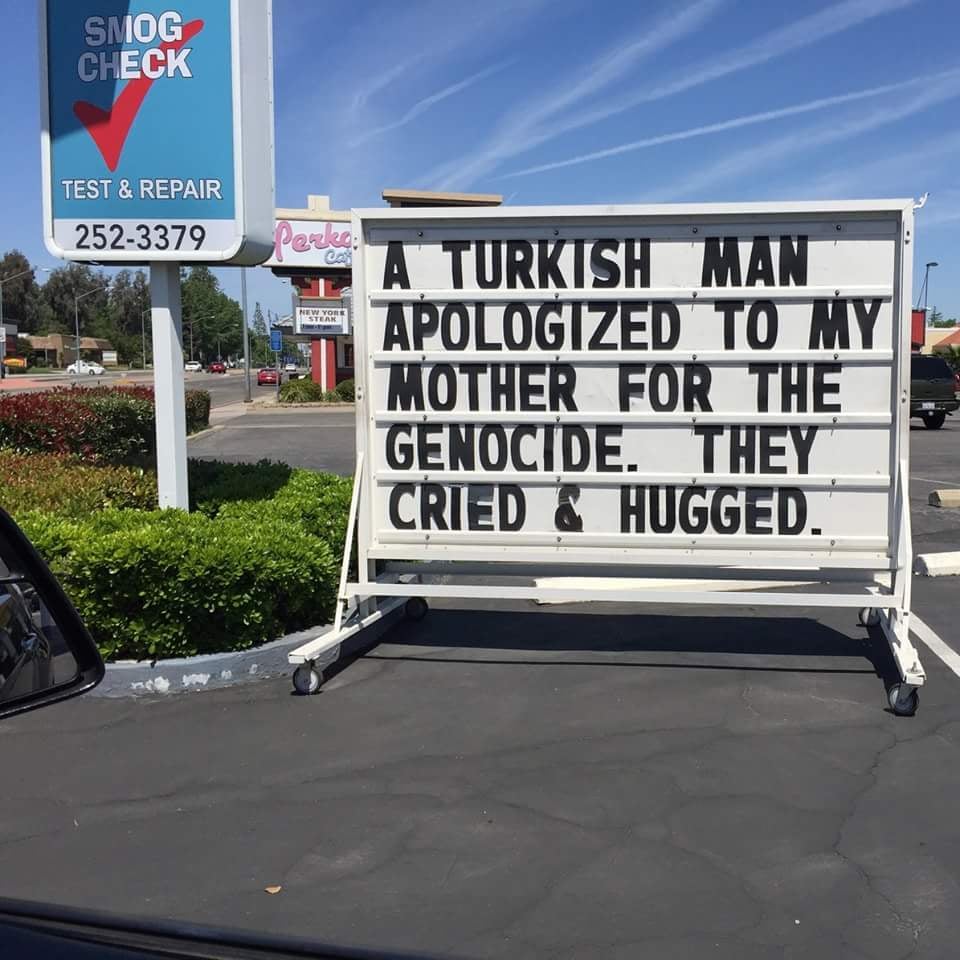 SMOG
CHECK
TEST & REPAIR
252-3379
Perko
NEW YORK
STEAK
A TURKISH MAN
APOLOGIZED TO MY
MOTHER FOR THE
GENOCIDE. THEY
CRIED & HUGGED.